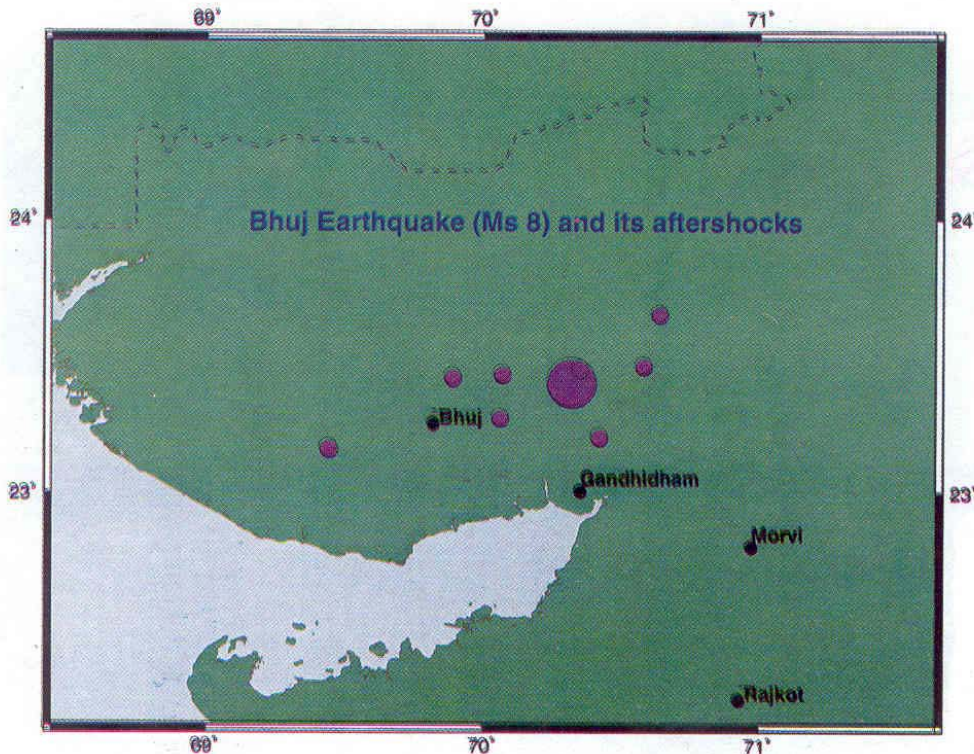 69° 70° 71°
24° 24°
Bhuj Earthquake (Ms 8) and its aftershocks
Bhuj
Gandhidham
23° 23°
Morvi
Rajkot
69° 70° 71°